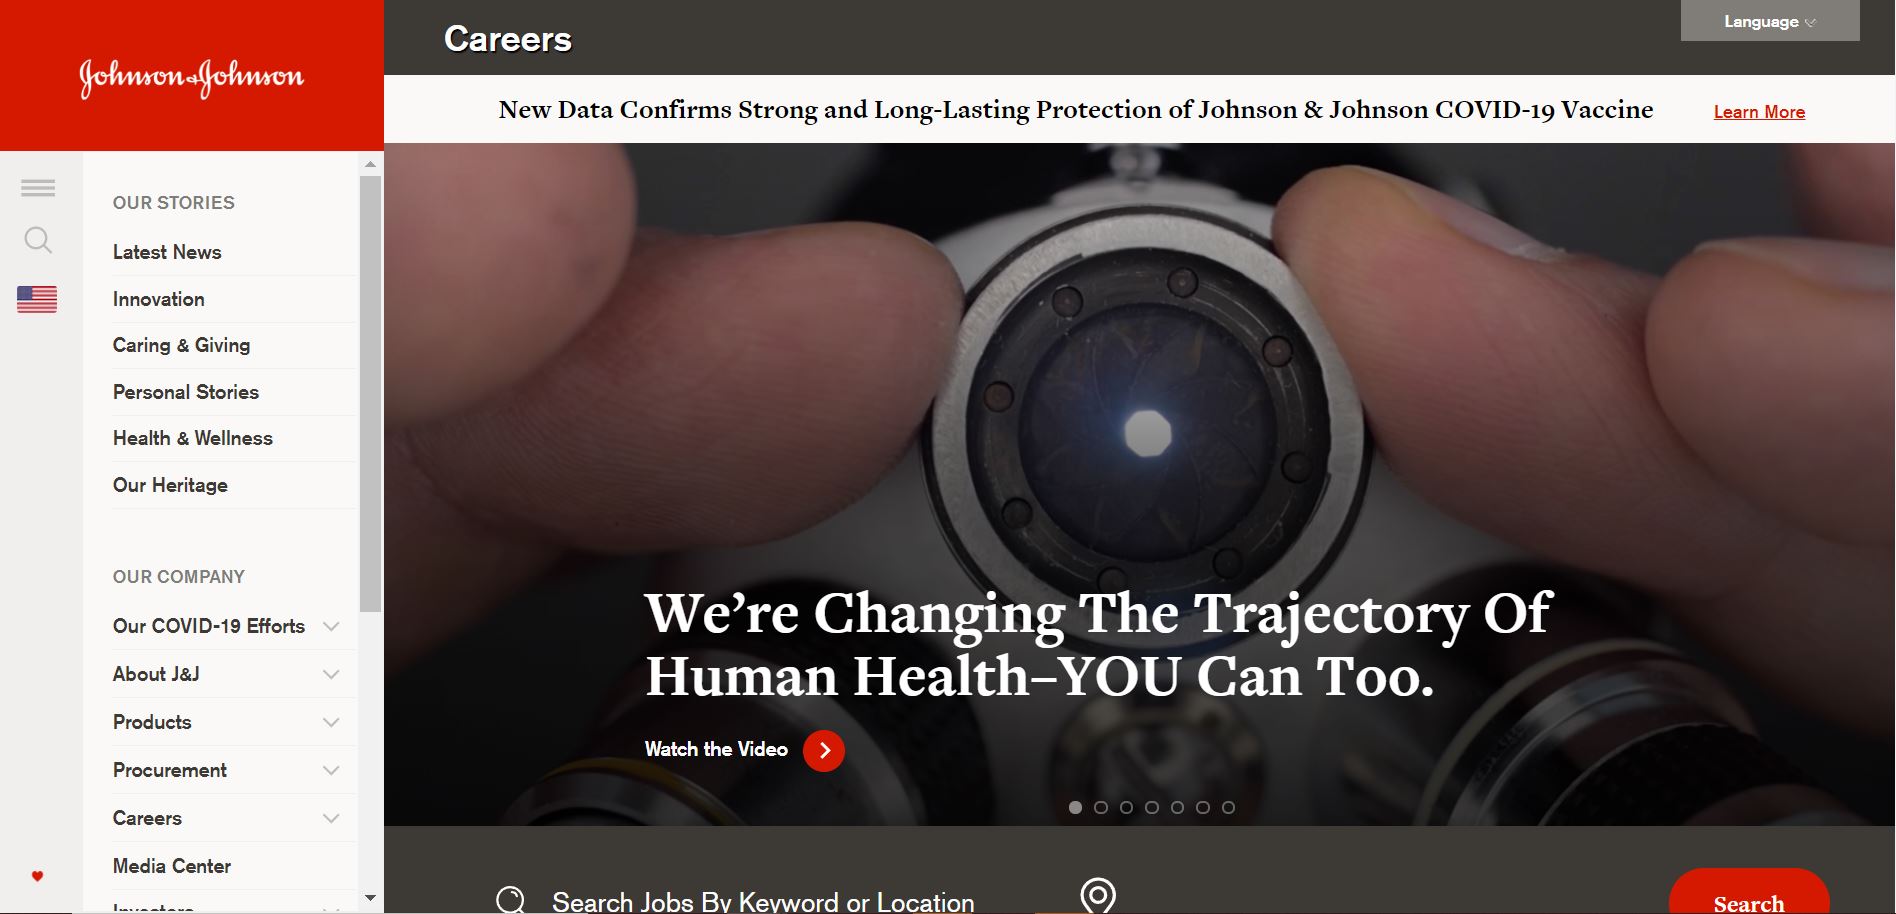 Johnson & Johnson
Careers
Language
New Data Confirms Strong and Long-Lasting Protection of Johnson & Johnson COVID-19 Vaccine
Learn More
OUR STORIES
Latest News
Innovation
Caring & Giving
Personal Stories
Health & Wellness
Our Heritage
OUR COMPANY
Our COVID-19 Efforts
About J&J
Products
Procurement
Careers
Media Center
Investors
We’re Changing The Trajectory Of
Human Health–YOU Can Too.
Watch the Video
Search Jobs By Keyword or Location
Search